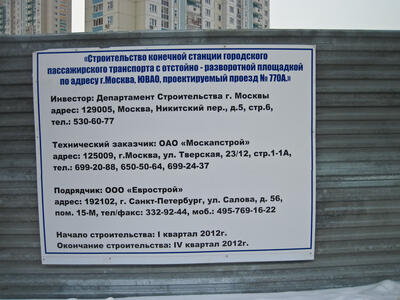 «Строительство конечной станции городского
пассажирского транспорта с отстойно - разворотной площадкой
по адресу г.Москва, ЮВАО, проектируемый проезд № 770А.»
Инвестор: Департамент Строительства г. Москвы
адрес: 129005, Москва, Никитский пер., д.5, стр.6,
тел.: 530-60-77
Технический заказчик: ОАО «Москапстрой»
адрес: 125009, г.Москва, ул. Тверская, 23/12, стр.1-1А,
тел.: 699-20-88, 650-50-64, 699-24-37
Подрядчик: ООО «Еврострой»
адрес: 192102, г. Санкт-Петербург, ул. Салова, д. 56,
пом. 15-М, тел/факс: 332-92-44, моб.: 495-769-16-22
Начало строительства: I квартал 2012г.
Окончание строительства: IV квартал 2012г.